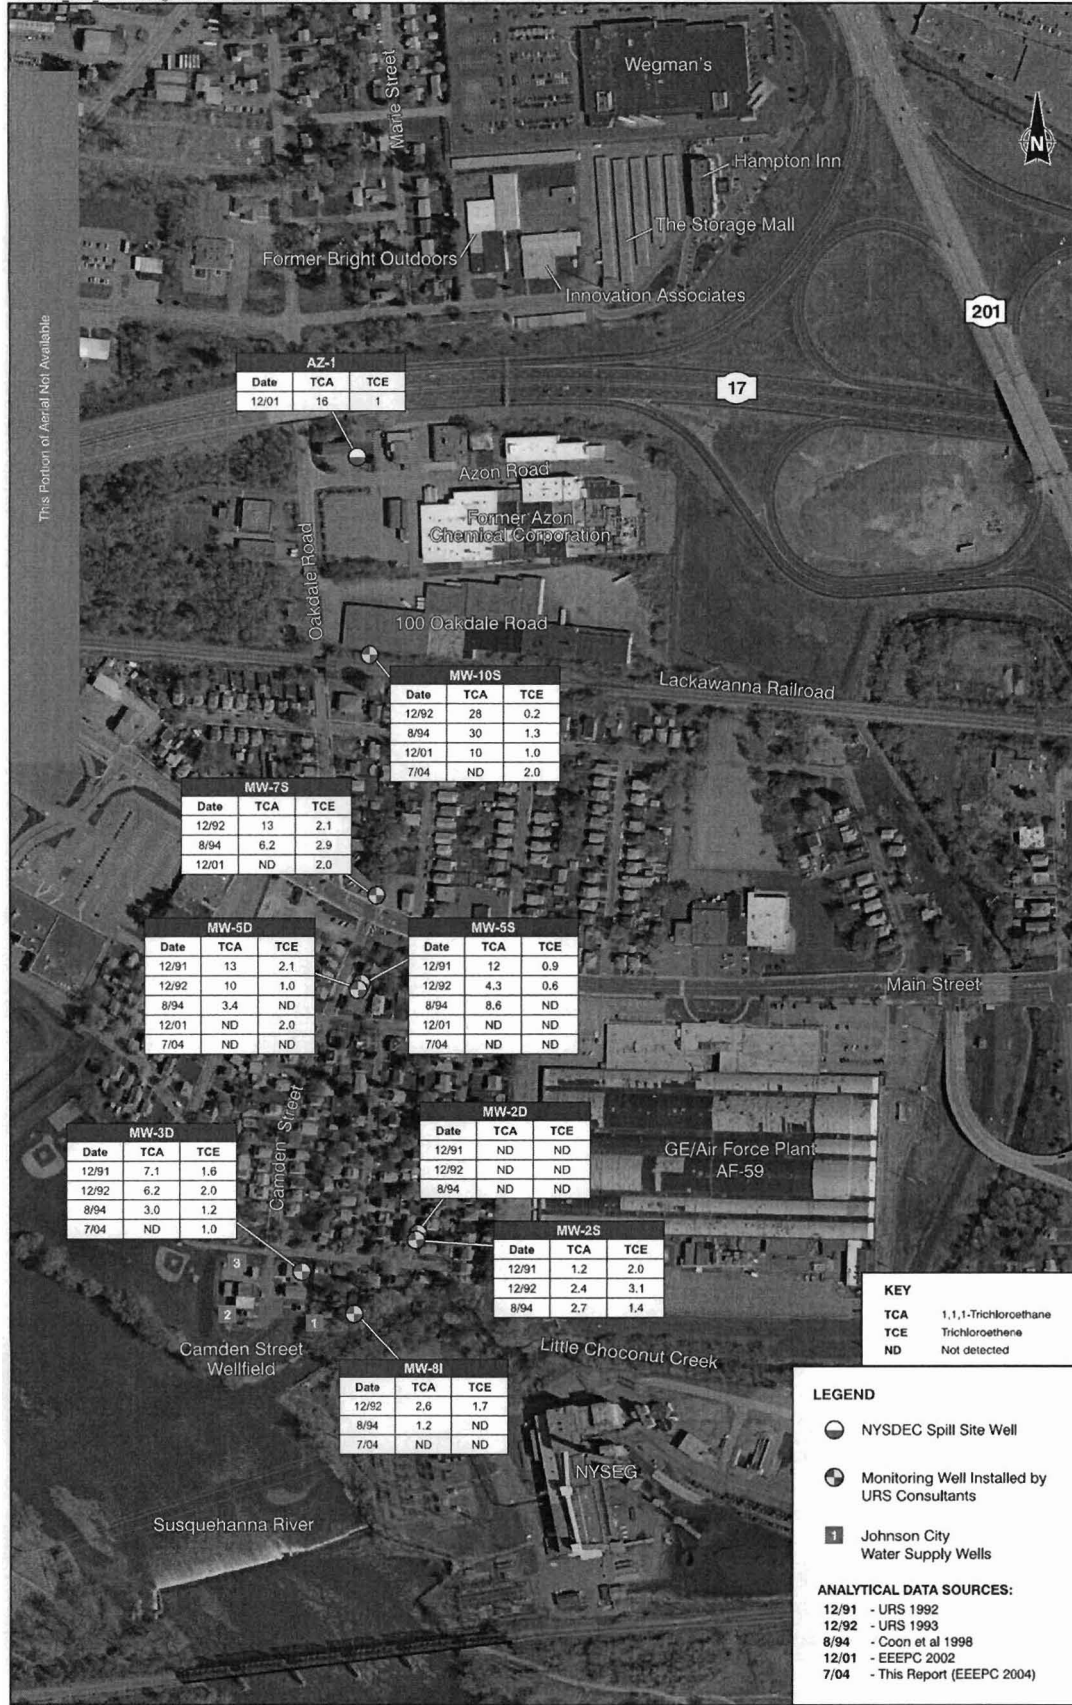 Wegman's
Marie Street
N
Hampton Inn
The Storage Mall
Former Bright Outdoors
Innovation Associates
201
This Portion of Aerial Not Available
AZ-1
Date TCA TCE
12/01 16 1
17
Azon Road
Former Azon
Chemical Corporation
Oakdale Road
100 Oakdale Road
Lackawanna Railroad
MW-10S
Date TCA TCE
12/92 28 0.2
8/94 30 1.3
12/01 10 1.0
7/04 ND 2.0
MW-7S
Date TCA TCE
12/92 13 2.1
8/94 6.2 2.9
12/01 ND 2.0
MW-5D
Date TCA TCE
12/91 13 2.1
12/92 10 1.0
8/94 3.4 ND
12/01 ND 2.0
7/04 ND ND
MW-5S
Date TCA TCE
12/91 12 0.9
12/92 4.3 0.6
8/94 8.6 ND
12/01 ND ND
7/04 ND ND
Main Street
Camden Street
MW-2D
Date TCA TCE
12/91 ND ND
12/92 ND ND
8/94 ND ND
GE/Air Force Plant
AF-59
MW-3D
Date TCA TCE
12/91 7.1 1.6
12/92 6.2 2.0
8/94 3.0 1.2
7/04 ND 1.0
MW-2S
Date TCA TCE
12/91 1.2 2.0
12/92 2.4 3.1
8/94 2.7 1.4
3
2
1
Camden Street
Wellfield
Little Choconut Creek
MW-8I
Date TCA TCE
12/92 2.6 1.7
8/94 1.2 ND
7/04 ND ND
NYSEG
Susquehanna River
KEY
TCA 1,1,1-Trichloroethane
TCE Trichloroethene
ND Not detected
LEGEND
NYSDEC Spill Site Well
Monitoring Well Installed by
URS Consultants
1 Johnson City
Water Supply Wells
ANALYTICAL DATA SOURCES:
12/91 - URS 1992
12/92 - URS 1993
8/94 - Coon et al 1998
12/01 - EEEPC 2002
7/04 - This Report (EEEPC 2004)